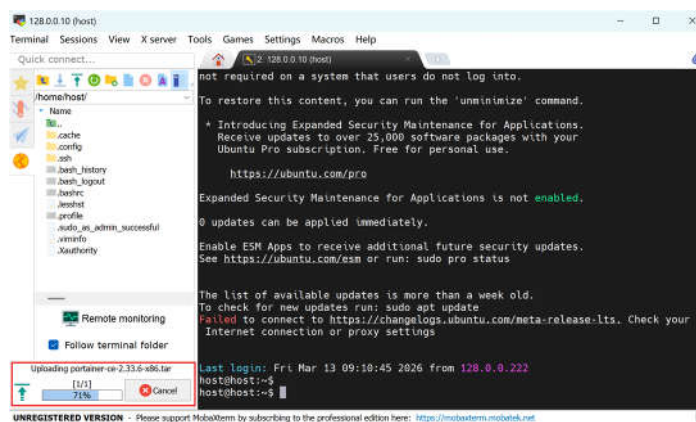 128.0.0.10 (host)
Terminal Sessions View X server Tools Games Settings Macros Help
Quick connect...
2. 128.0.0.10 (host)
/home/host/
Name
..
.cache
.config
.ssh
.bash_history
.bash_logout
.bashrc
.lesshst
.profile
.sudo_as_admin_successful
.viminfo
.Xauthority
Remote monitoring
Follow terminal folder
Uploading portainer-ce-2.33.6-x86.tar
[1/1]
71%
Cancel
not required on a system that users do not log into.
To restore this content, you can run the 'unminimize' command.
* Introducing Expanded Security Maintenance for Applications.
Receive updates to over 25,000 software packages with your
Ubuntu Pro subscription. Free for personal use.
https://ubuntu.com/pro
Expanded Security Maintenance for Applications is not enabled.
0 updates can be applied immediately.
Enable ESM Apps to receive additional future security updates.
See https://ubuntu.com/esm or run: sudo pro status
The list of available updates is more than a week old.
To check for new updates run: sudo apt update
Failed to connect to https://changelogs.ubuntu.com/meta-release-lts. Check your
Internet connection or proxy settings
Last login: Fri Mar 13 09:10:45 2026 from 128.0.0.222
host@host:~$
host@host:~$
UNREGISTERED VERSION - Please support MobaXterm by subscribing to the professional edition here: https://mobaxterm.mobatek.net